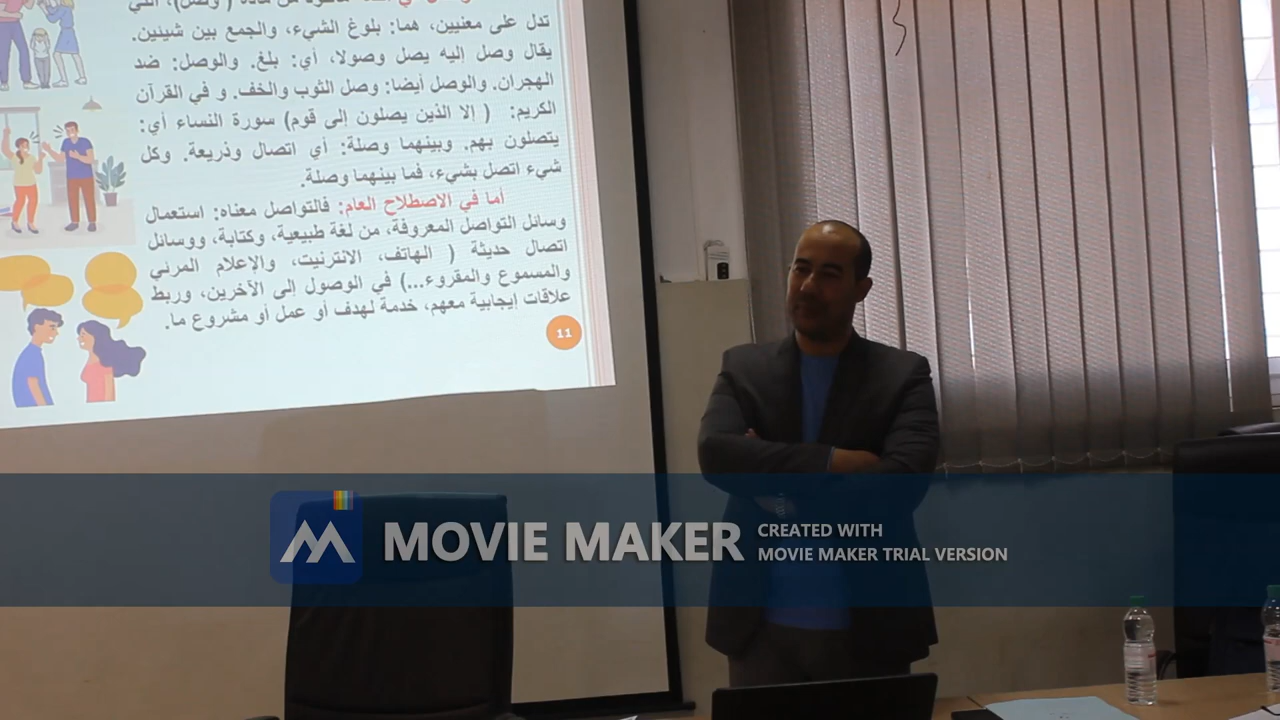 تدل على معنيين، هما: بلوغ الشيء، والجمع بين شيئين.
يقال وصل إليه يصل وصولا، أي: بلغ. والوصل: ضد
الهجران. والوصل أيضا: وصل الثوب والخف. و في القرآن
الكريم: ( إلا الذين يصلون إلى قوم) سورة النساء أي:
يتصلون بهم. وبينهما وصلة: أي اتصال وذريعة. وكل
شيء اتصل بشيء، فما بينهما وصلة.
أما في الاصطلاح العام: فالتواصل معناه: استعمال
وسائل التواصل المعروفة، من لغة طبيعية، وكتابة، ووسائل
اتصال حديثة ( الهاتف، الانترنيت، والإعلام المرئي
والمسموع والمقروء...) في الوصول إلى الآخرين، وربط
علاقات إيجابية معهم، خدمة لهدف أو عمل أو مشروع ما.
11
MOVIE MAKER
CREATED WITH
MOVIE MAKER TRIAL VERSION